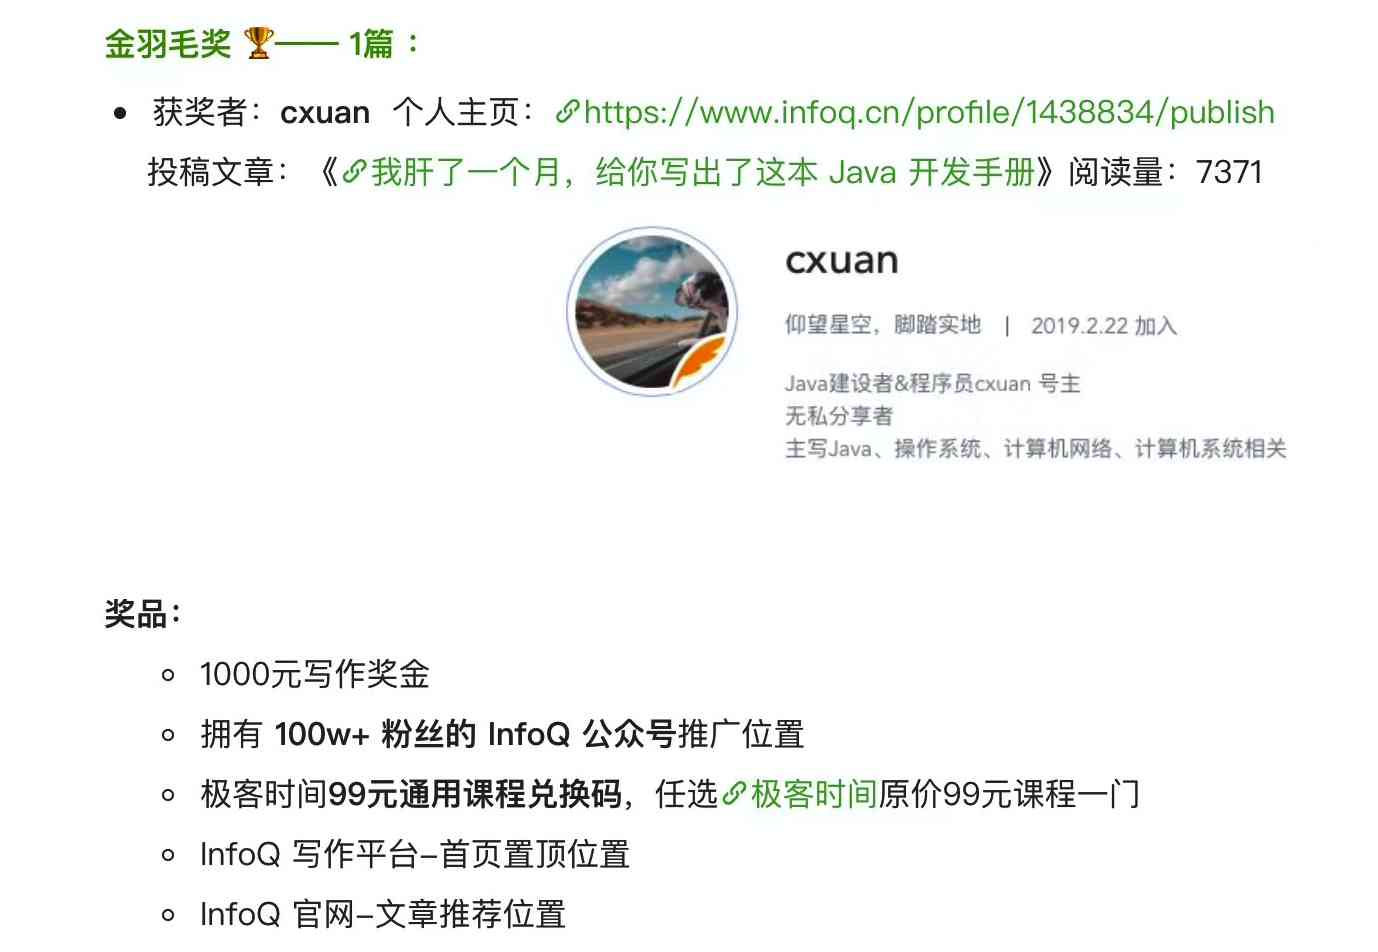 金羽毛奖 🏆—— 1篇 ：
• 获奖者：cxuan 个人主页：https://www.infoq.cn/profile/1438834/publish
投稿文章：《我肝了一个月，给你写出了这本 Java 开发手册》阅读量：7371
cxuan
仰望星空，脚踏实地 | 2019.2.22 加入
Java建设者&程序员cxuan 号主
无私分享者
主写Java、操作系统、计算机网络、计算机系统相关
奖品：
○ 1000元写作奖金
○ 拥有 100w+ 粉丝的 InfoQ 公众号推广位置
○ 极客时间99元通用课程兑换码，任选极客时间原价99元课程一门
○ InfoQ 写作平台-首页置顶位置
○ InfoQ 官网-文章推荐位置